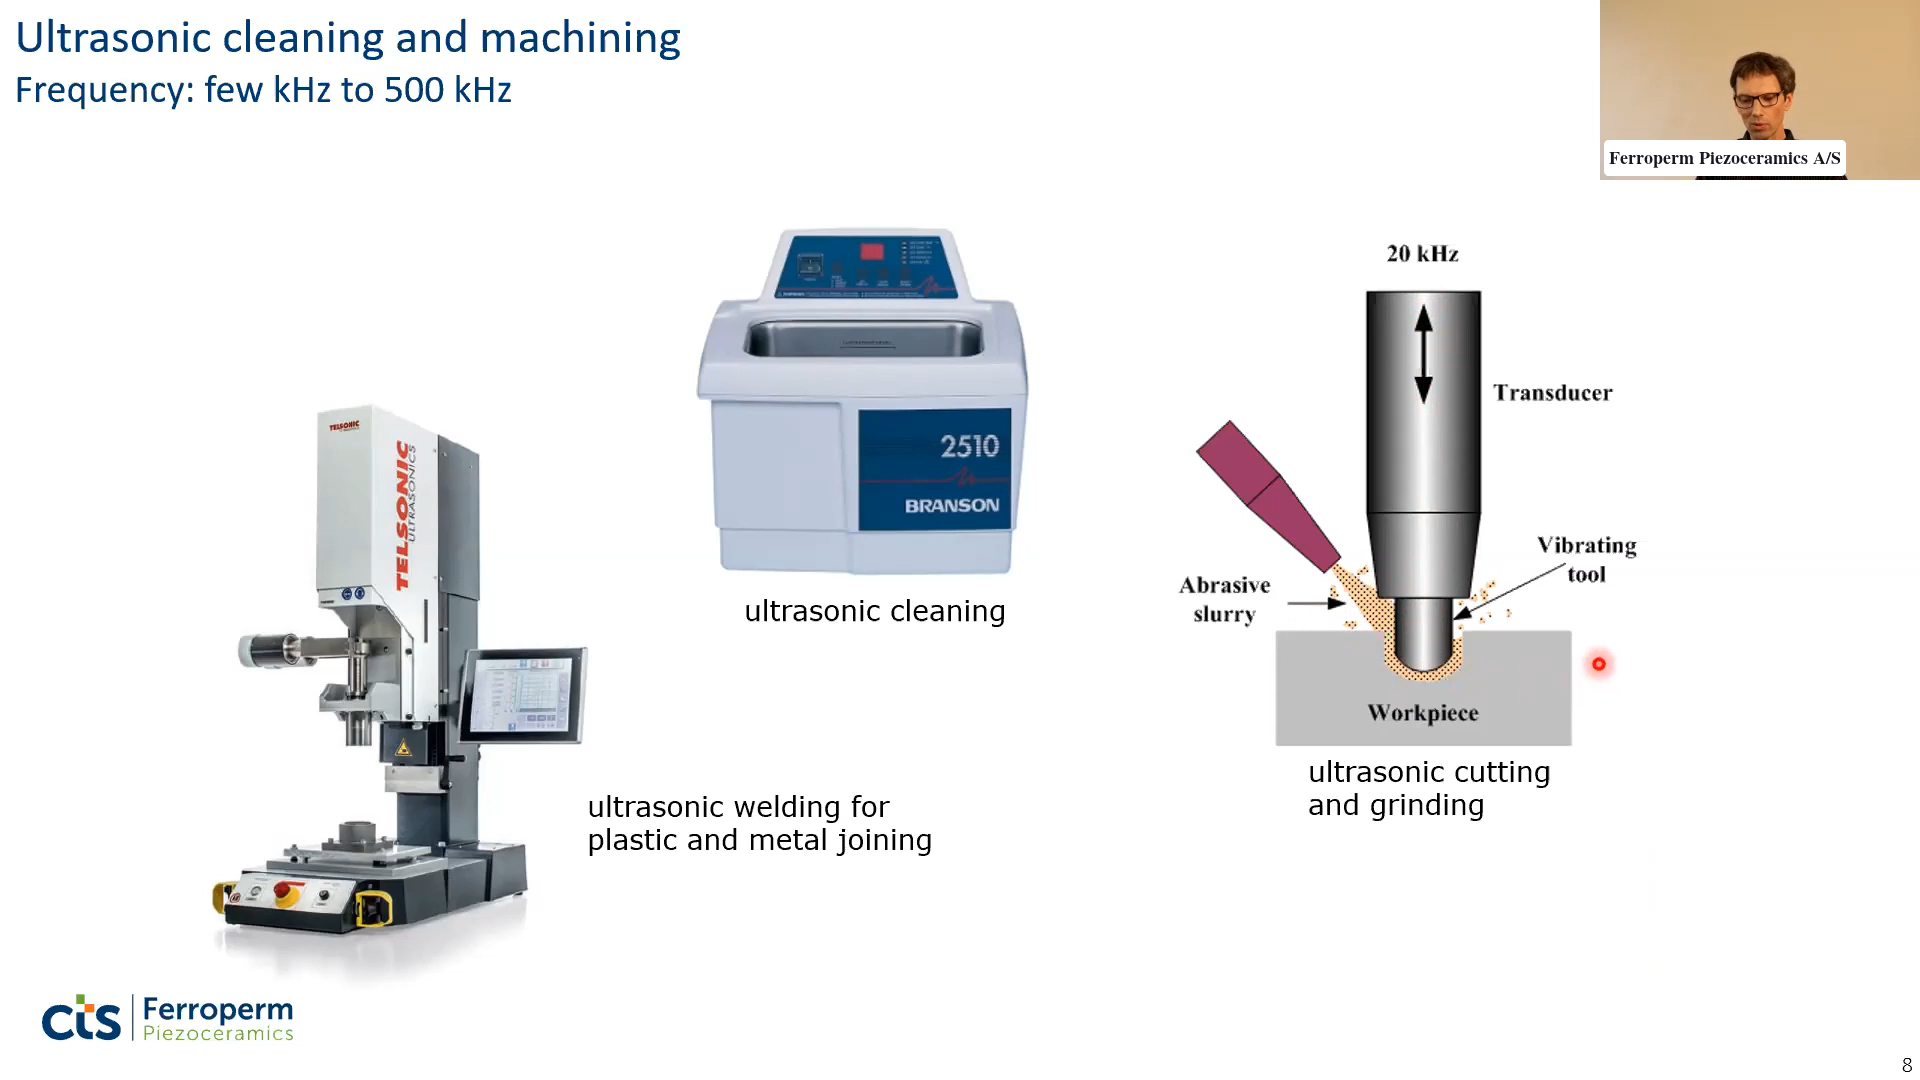 Ultrasonic cleaning and machining
Frequency: few kHz to 500 kHz
Ferroperm Piezoceramics A/S
TELSONIC
TELSONIC
ULTRASONICS
2510
BRANSON
ultrasonic cleaning
ultrasonic welding for
plastic and metal joining
20 kHz
Transducer
Vibrating
tool
Abrasive
slurry
Workpiece
ultrasonic cutting
and grinding
cts
Ferroperm
Piezoceramics
8